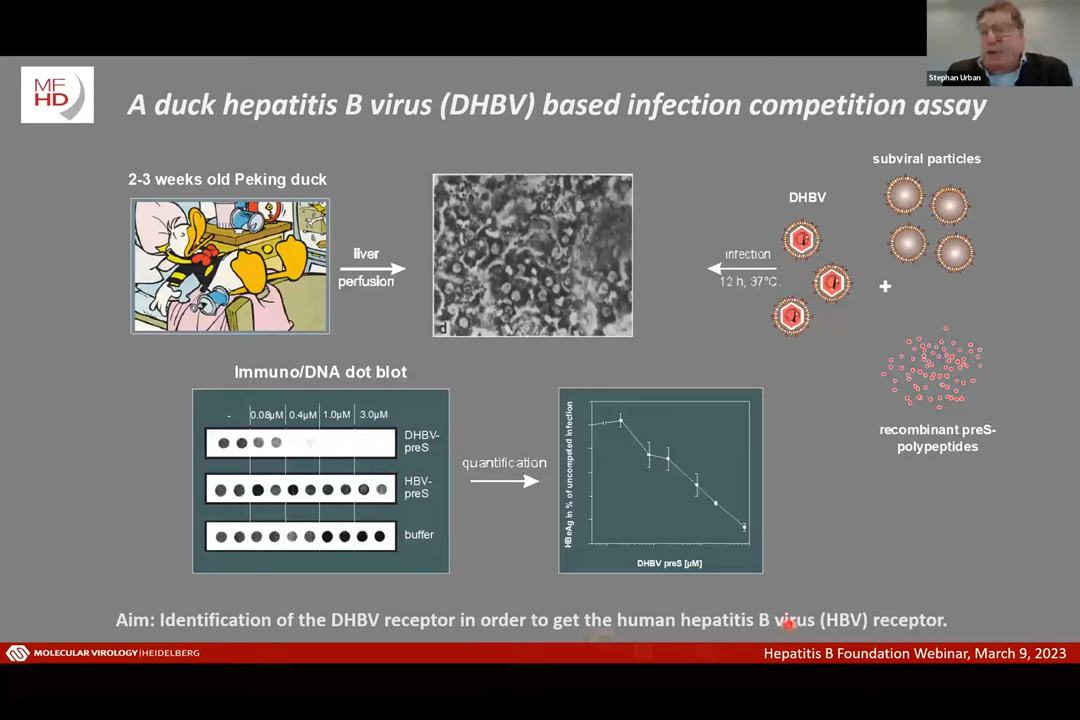 Stephan Urban
MF
HD
A duck hepatitis B virus (DHBV) based infection competition assay
2-3 weeks old Peking duck
liver
perfusion
d
infection
12 h, 37°C
DHBV
+
subviral particles
recombinant preS-
polypeptides
Immuno/DNA dot blot
- 0.08µM 0.4µM 1.0µM 3.0µM
DHBV-
preS
HBV-
preS
buffer
quantification
HBeAg in % of uncompeted infection
DHBV preS [µM]
Aim: Identification of the DHBV receptor in order to get the human hepatitis B virus (HBV) receptor.
MOLECULAR VIROLOGY|HEIDELBERG
Hepatitis B Foundation Webinar, March 9, 2023